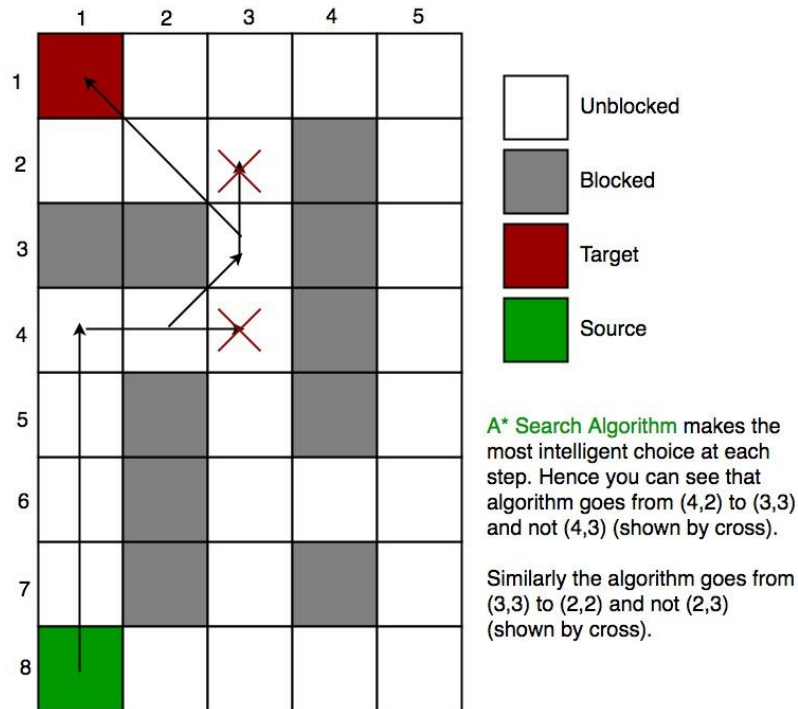 1 2 3 4 5
1
2
3
4
5
6
7
8
Unblocked
Blocked
Target
Source
A* Search Algorithm makes the
most intelligent choice at each
step. Hence you can see that
algorithm goes from (4,2) to (3,3)
and not (4,3) (shown by cross).
Similarly the algorithm goes from
(3,3) to (2,2) and not (2,3)
(shown by cross).